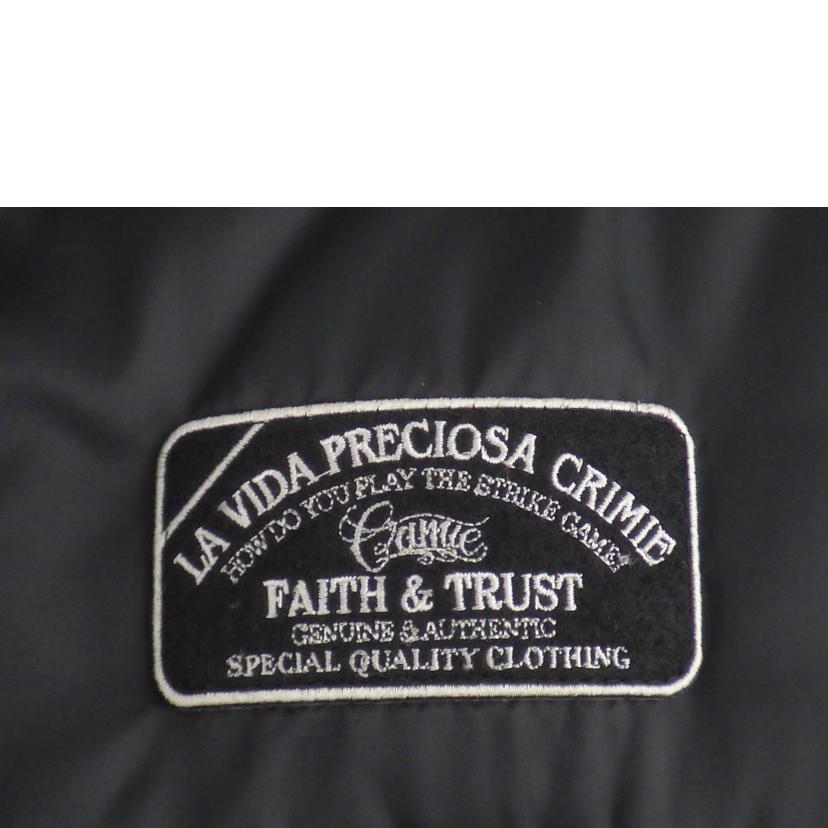 LA VIDA PRECIOSA CRIMIE
HOW DO YOU PLAY THE STRIKE GAME?
Crimie
FAITH & TRUST
GENUINE & AUTHENTIC
SPECIAL QUALITY CLOTHING